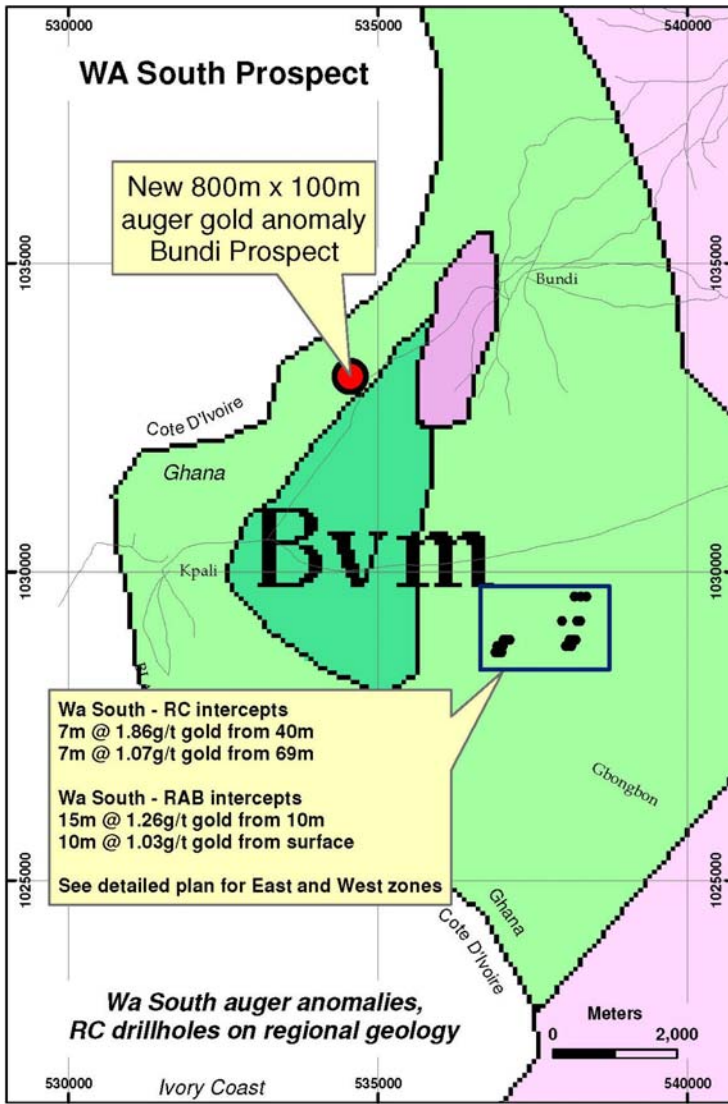 530000
535000
540000
WA South Prospect
New 800m x 100m
auger gold anomaly
Bundi Prospect
1035000
1035000
Bundi
Cote D'Ivoire
Ghana
Bvm
1030000
1030000
Kpali
Wa South - RC intercepts
7m @ 1.86g/t gold from 40m
7m @ 1.07g/t gold from 69m
Wa South - RAB intercepts
15m @ 1.26g/t gold from 10m
10m @ 1.03g/t gold from surface
See detailed plan for East and West zones
Gbongbon
1025000
1025000
Ghana
Cote D'Ivoire
Wa South auger anomalies,
RC drillholes on regional geology
Meters
0 2,000
Ivory Coast
530000
535000
540000